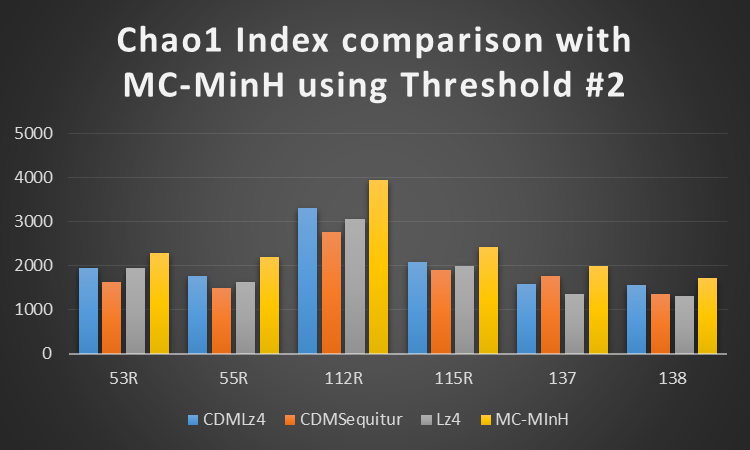 Chao1 Index comparison with
MC-MinH using Threshold #2
5000
4000
3000
2000
1000
0
53R 55R 112R 115R 137 138
CDMLz4 CDMSequitur Lz4 MC-MInH